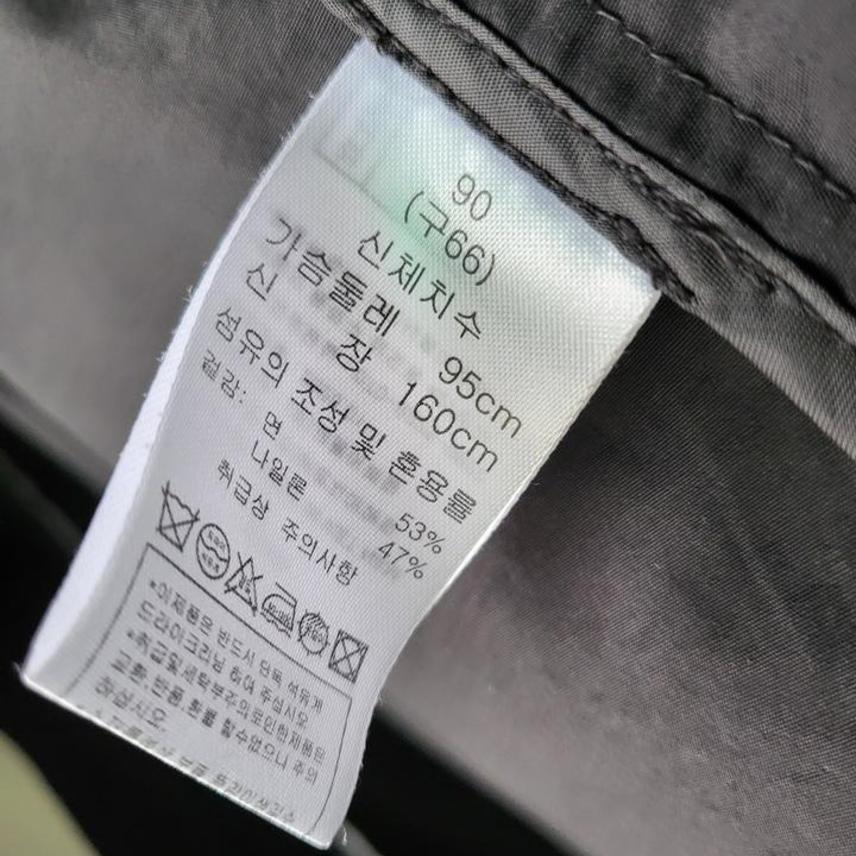 90
(구66)
신체치수
가슴둘레 95cm
신 장 160cm
섬유의 조성 및 혼용률
겉감:
면 53%
나일론 47%
취급상 주의사항
*이제품은 반드시 단독 석유계
드라이크리닝 하여 주십시오
*취급및세탁부주의로인한제품은
교환,반품 환불 할수없으니 주의
하십시오.